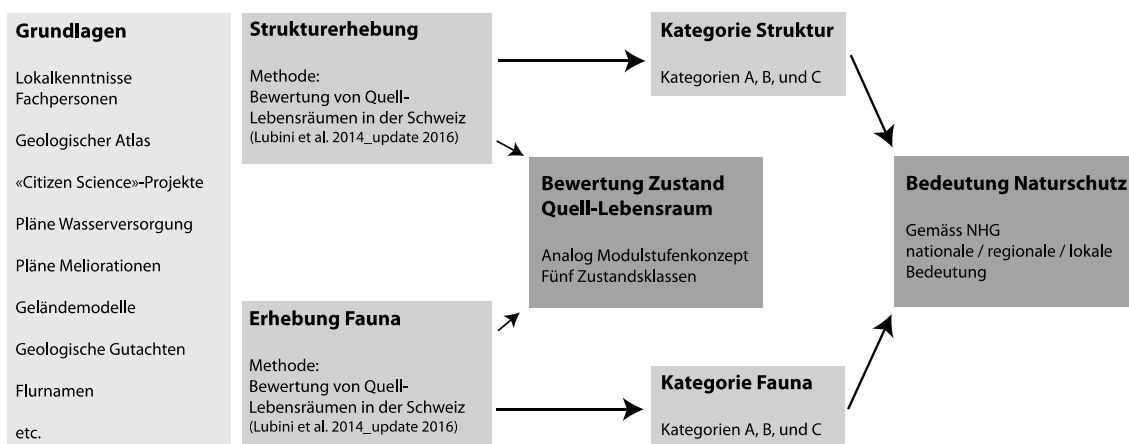 Grundlagen
Lokalkenntnisse
Fachpersonen
Geologischer Atlas
«Citizen Science»-Projekte
Pläne Wasserversorgung
Pläne Meliorationen
Geländemodelle
Geologische Gutachten
Flurnamen
etc.
Strukturerhebung
Methode:
Bewertung von Quell-
Lebensräumen in der Schweiz
(Lubini et al. 2014_update 2016)
Erhebung Fauna
Methode:
Bewertung von Quell-
Lebensräumen in der Schweiz
(Lubini et al. 2014_update 2016)
Bewertung Zustand
Quell-Lebensraum
Analog Modulstufenkonzept
Fünf Zustandsklassen
Kategorie Struktur
Kategorien A, B, und C
Kategorie Fauna
Kategorien A, B, und C
Bedeutung Naturschutz
Gemäss NHG
nationale / regionale / lokale
Bedeutung